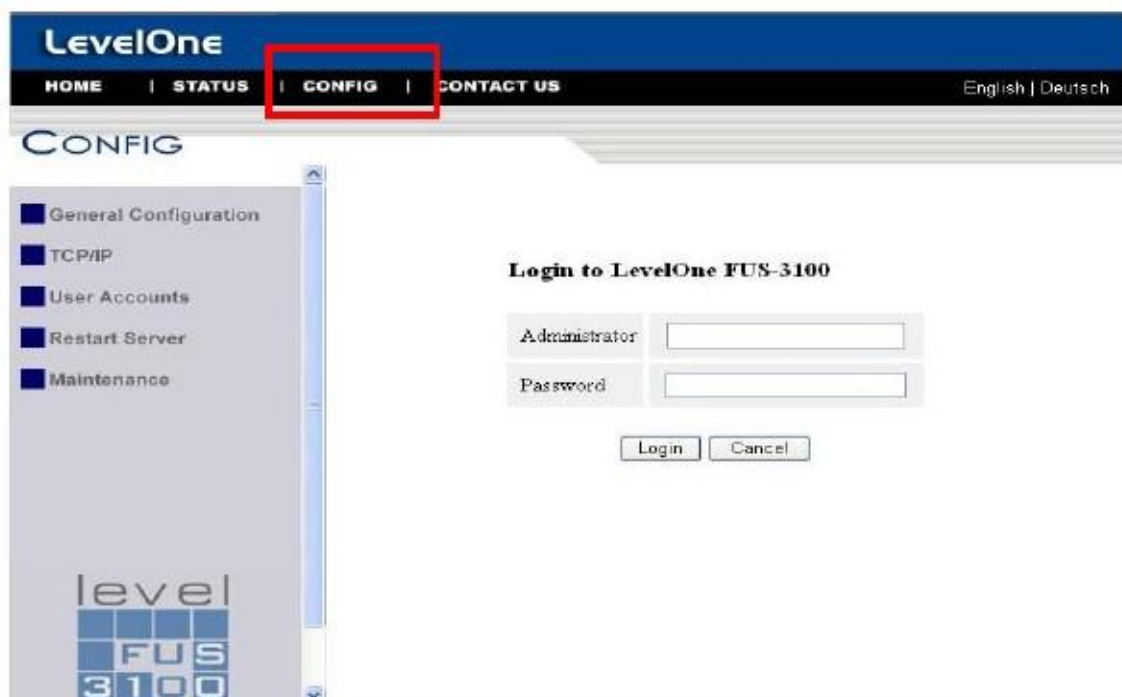 LevelOne
HOME | STATUS | CONFIG | CONTACT US English | Deutsch
CONFIG
General Configuration
TCP/IP
User Accounts
Restart Server
Maintenance
Login to LevelOne FUS-3100
Administrator
Password
Login Cancel
level
FUS
3100